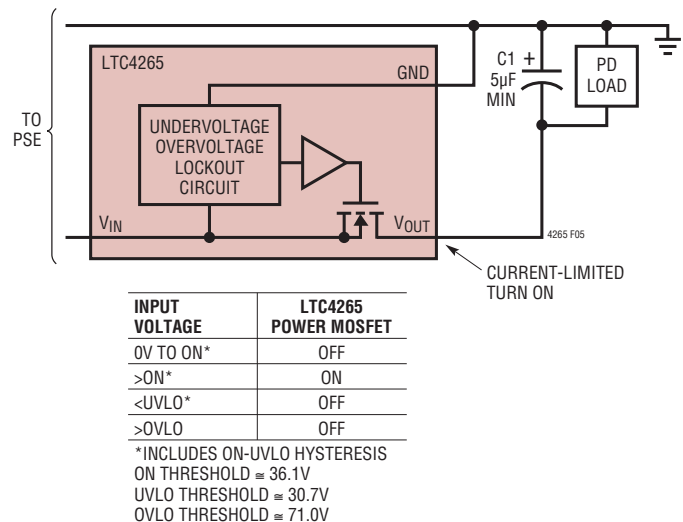 LTC4265
GND
C1
+
5µF
MIN
PD
LOAD
TO
PSE
UNDERVOLTAGE
OVERVOLTAGE
LOCKOUT
CIRCUIT
VIN
VOUT
4265 F05
CURRENT-LIMITED
TURN ON
INPUT
VOLTAGE
LTC4265
POWER MOSFET
0V TO ON* OFF
>ON* ON
<UVLO* OFF
>OVLO OFF
*INCLUDES ON-UVLO HYSTERESIS
ON THRESHOLD ≅ 36.1V
UVLO THRESHOLD ≅ 30.7V
OVLO THRESHOLD ≅ 71.0V